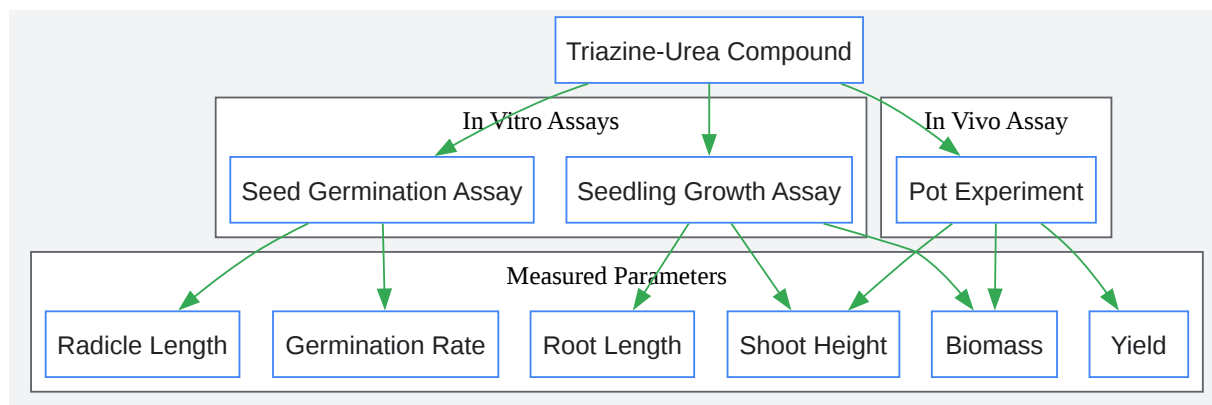 Triazine-Urea Compound
In Vitro Assays
In Vivo Assay
Seed Germination Assay
Seedling Growth Assay
Pot Experiment
Measured Parameters
Radicle Length
Germination Rate
Root Length
Shoot Height
Biomass
Yield